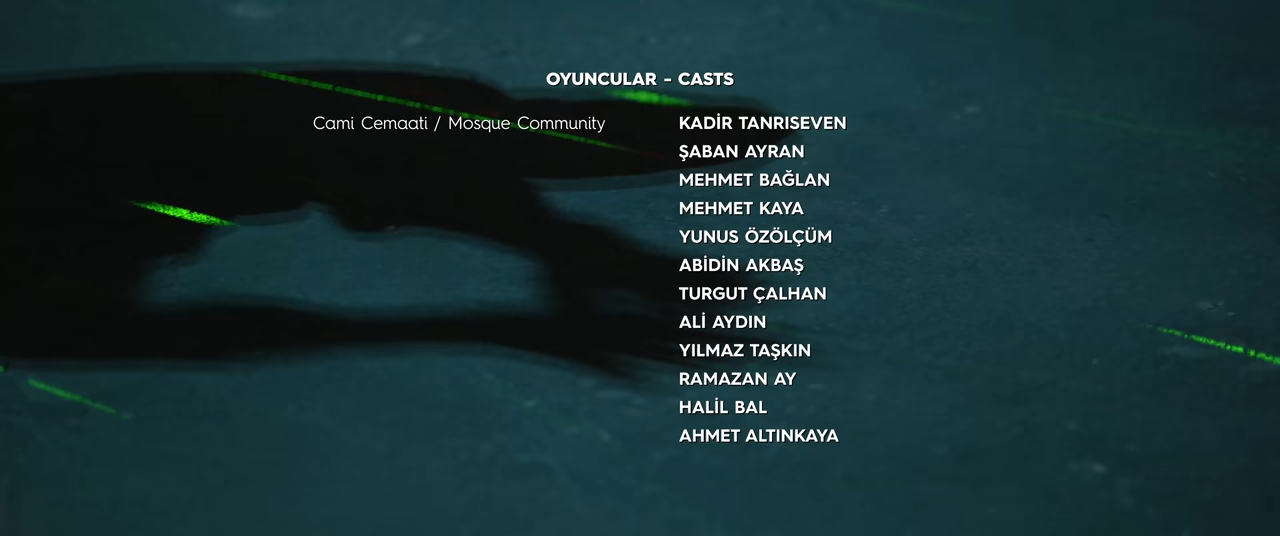 OYUNCULAR - CASTS
Cami Cemaati / Mosque Community KADİR TANRISEVEN
ŞABAN AYRAN
MEHMET BAĞLAN
MEHMET KAYA
YUNUS ÖZÖLÇÜM
ABİDİN AKBAŞ
TURGUT ÇALHAN
ALİ AYDIN
YILMAZ TAŞKIN
RAMAZAN AY
HALİL BAL
AHMET ALTINKAYA